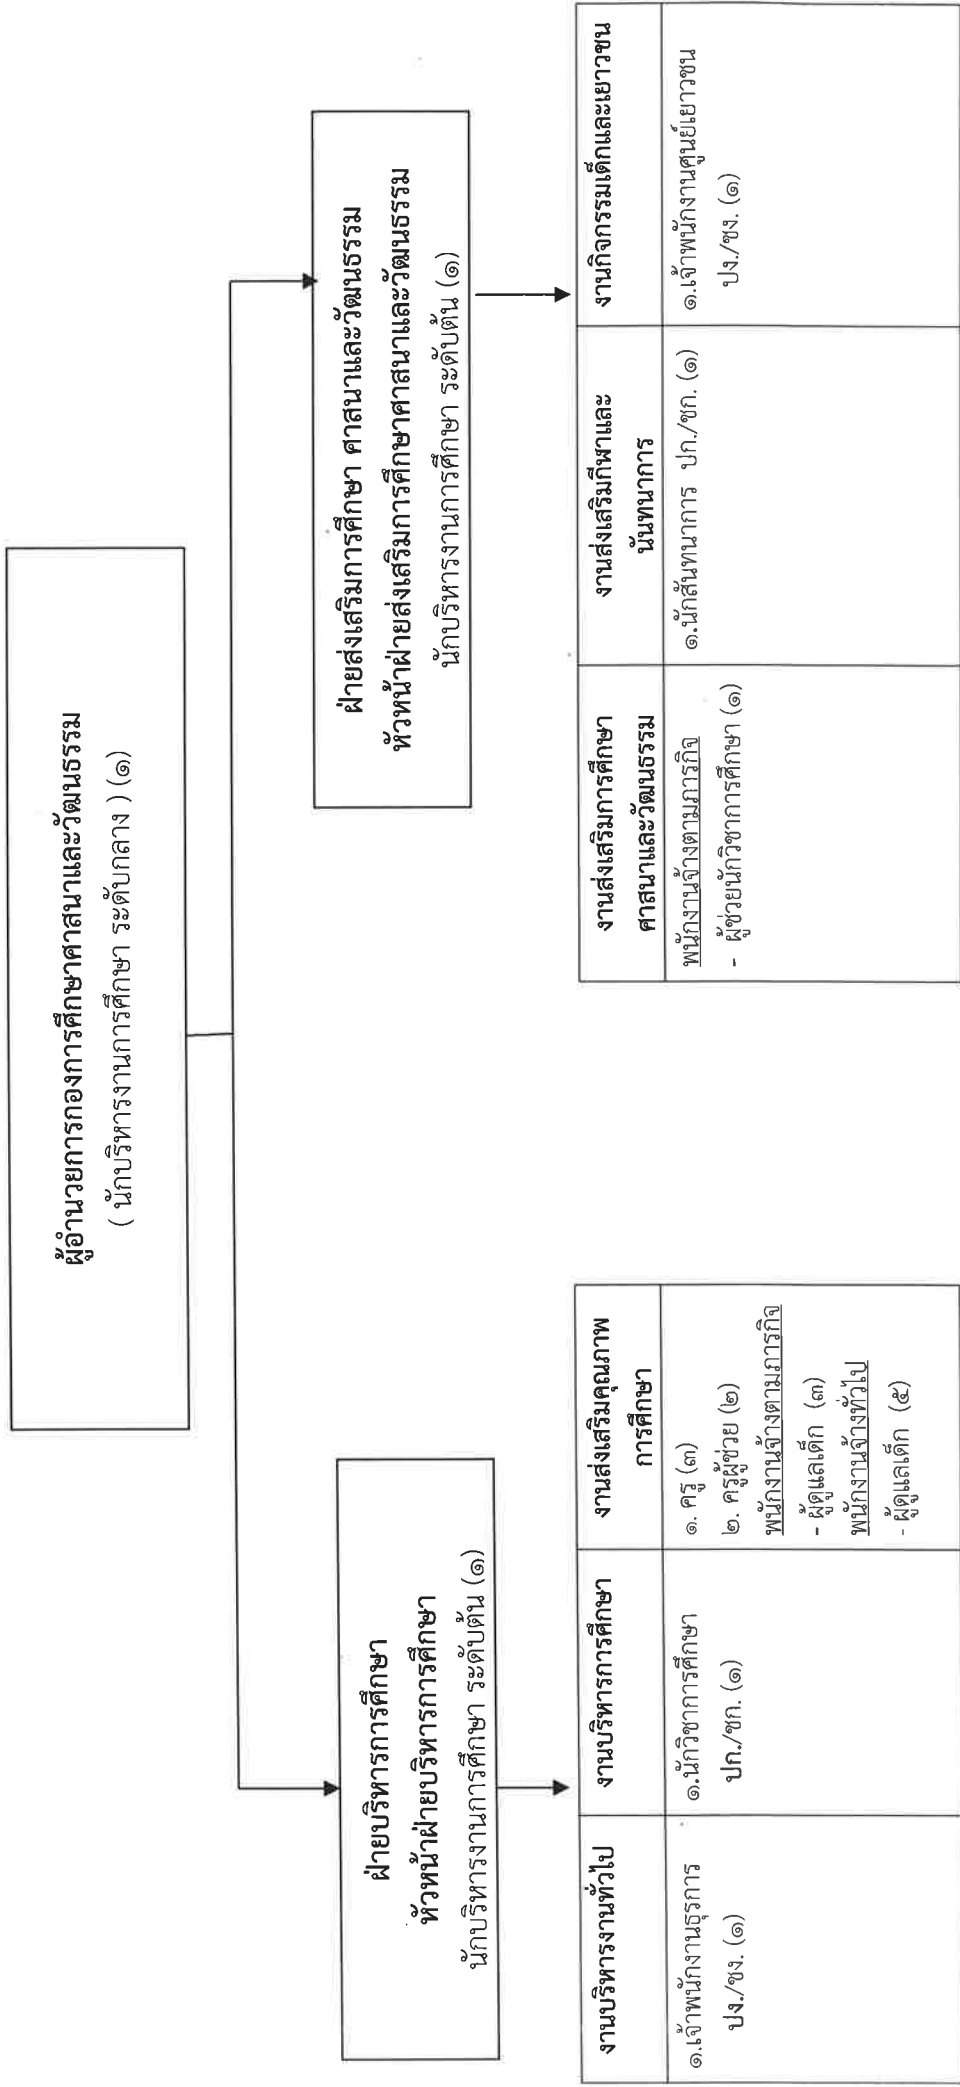 ผู้อำนวยการกองการศึกษาศาสนาและวัฒนธรรม
( นักบริหารงานการศึกษา ระดับกลาง ) (๑)
ฝ่ายบริหารการศึกษา
หัวหน้าฝ่ายบริหารการศึกษา
นักบริหารงานการศึกษา ระดับต้น (๑)
ฝ่ายส่งเสริมการศึกษา ศาสนาและวัฒนธรรม
หัวหน้าฝ่ายส่งเสริมการศึกษาศาสนาและวัฒนธรรม
นักบริหารงานการศึกษา ระดับต้น (๑)
งานบริหารงานทั่วไป
๑.เจ้าพนักงานธุรการ
ปง./ชง. (๑)
งานบริหารการศึกษา
๑.นักวิชาการศึกษา
ปก./ชก. (๑)
งานส่งเสริมคุณภาพ
การศึกษา
๑. ครู (๓)
๒. ครูผู้ช่วย (๒)
พนักงานจ้างตามภารกิจ
- ผู้ดูแลเด็ก (๓)
พนักงานจ้างทั่วไป
- ผู้ดูแลเด็ก (๕)
งานส่งเสริมการศึกษา
ศาสนาและวัฒนธรรม
พนักงานจ้างตามภารกิจ
- ผู้ช่วยนักวิชาการศึกษา (๑)
งานส่งเสริมกีฬาและ
นันทนาการ
๑.นักสันทนาการ ปก./ชก. (๑)
งานกิจกรรมเด็กและเยาวชน
๑.เจ้าพนักงานศูนย์เยาวชน
ปง./ชง. (๑)